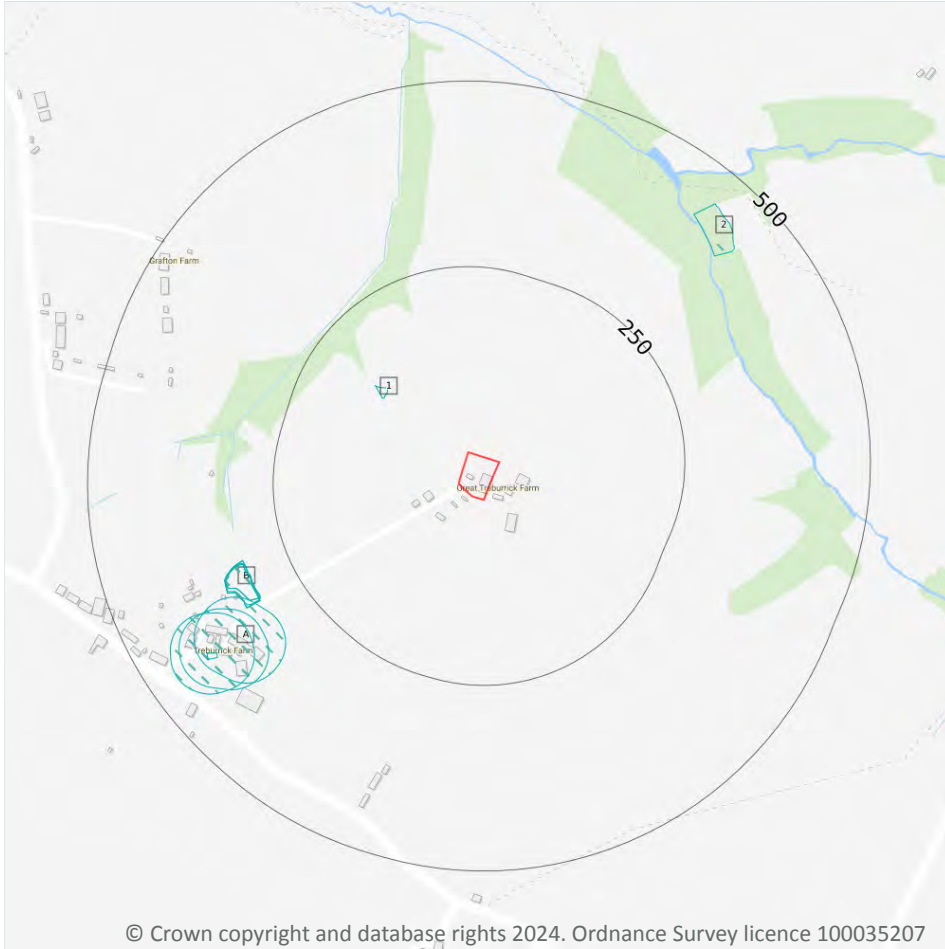 500
2
Grafton Farm
250
1
Great Treburrick Farm
B
A
Treburrick Farm
© Crown copyright and database rights 2024. Ordnance Survey licence 100035207